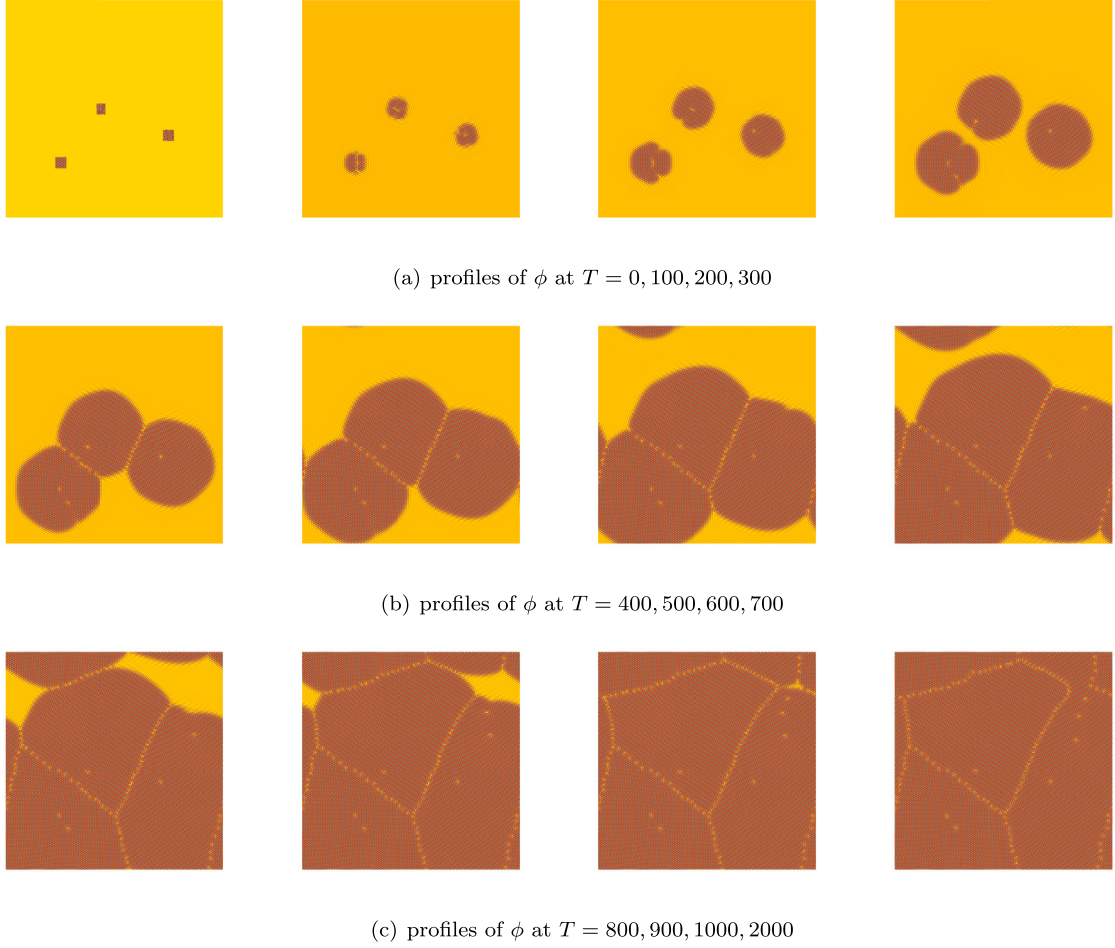 (a) profiles of ϕ at T = 0, 100, 200, 300
(b) profiles of ϕ at T = 400, 500, 600, 700
(c) profiles of ϕ at T = 800, 900, 1000, 2000